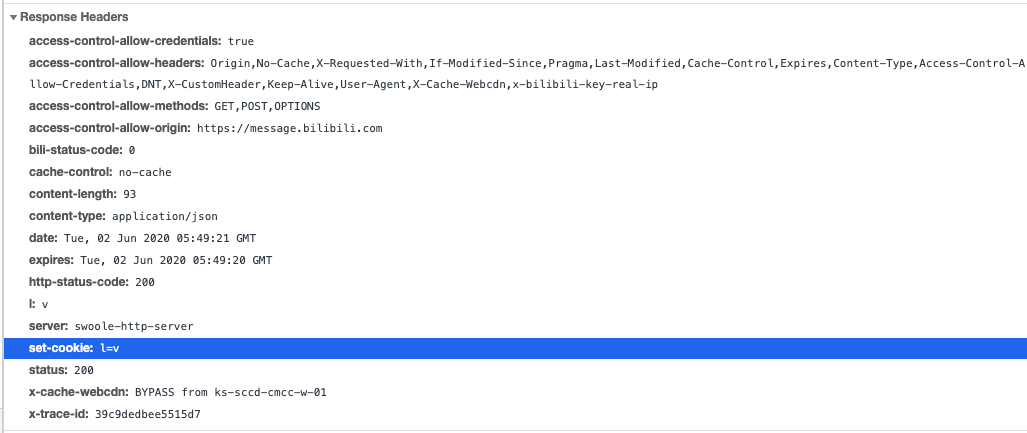 Response Headers
access-control-allow-credentials: true
access-control-allow-headers: Origin,No-Cache,X-Requested-With,If-Modified-Since,Pragma,Last-Modified,Cache-Control,Expires,Content-Type,Access-Control-A
llow-Credentials,DNT,X-CustomHeader,Keep-Alive,User-Agent,X-Cache-Webcdn,x-bilibili-key-real-ip
access-control-allow-methods: GET,POST,OPTIONS
access-control-allow-origin: https://message.bilibili.com
bili-status-code: 0
cache-control: no-cache
content-length: 93
content-type: application/json
date: Tue, 02 Jun 2020 05:49:21 GMT
expires: Tue, 02 Jun 2020 05:49:20 GMT
http-status-code: 200
l: v
server: swoole-http-server
set-cookie: l=v
status: 200
x-cache-webcdn: BYPASS from ks-sccd-cmcc-w-01
x-trace-id: 39c9dedbee5515d7